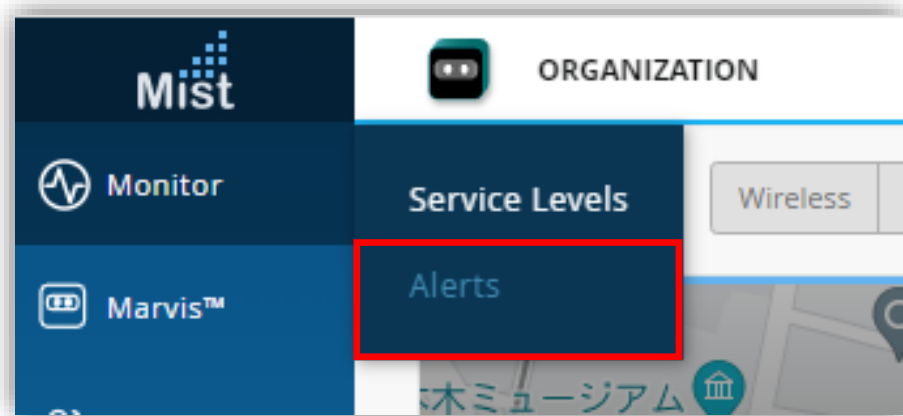 Mist
ORGANIZATION
Monitor
Service Levels
Wireless
Alerts
Marvis™
木ミュージアム